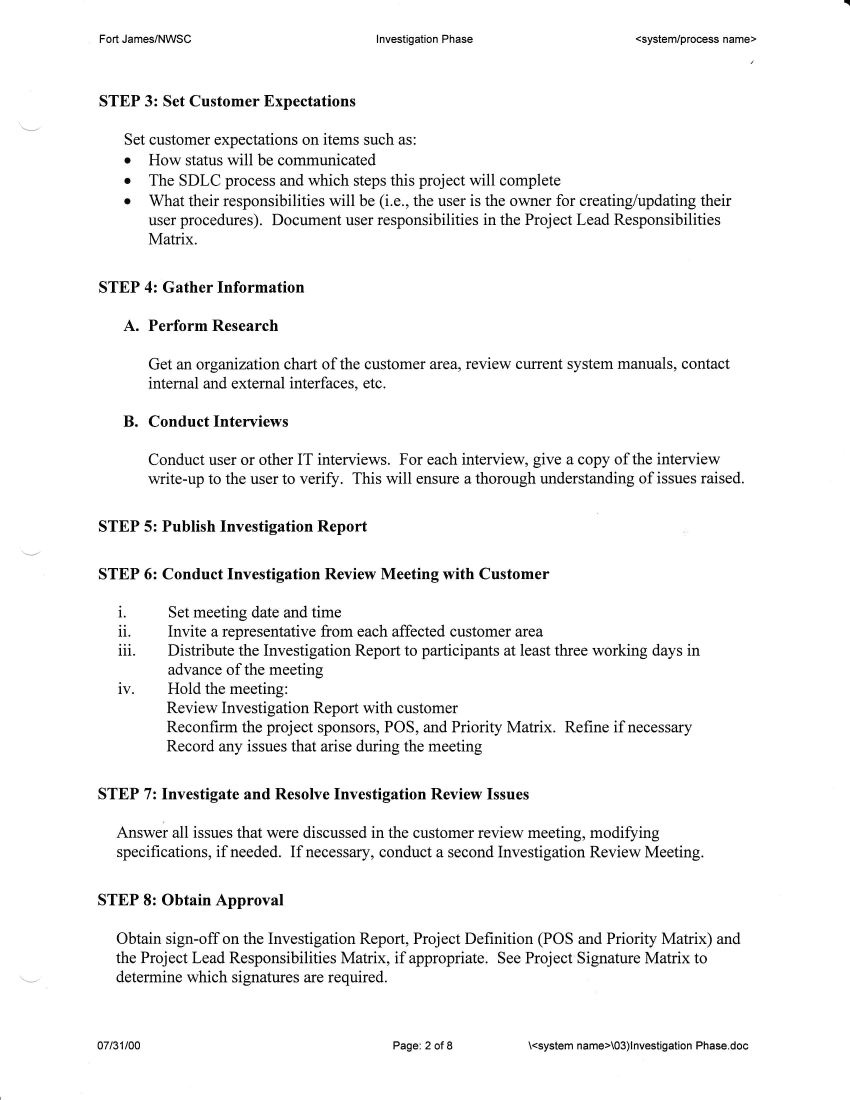 Fort James/NWSC Investigation Phase <system/process name>
STEP 3: Set Customer Expectations
Set customer expectations on items such as:
• How status will be communicated
• The SDLC process and which steps this project will complete
• What their responsibilities will be (i.e., the user is the owner for creating/updating their
user procedures). Document user responsibilities in the Project Lead Responsibilities
Matrix.
STEP 4: Gather Information
A. Perform Research
Get an organization chart of the customer area, review current system manuals, contact
internal and external interfaces, etc.
B. Conduct Interviews
Conduct user or other IT interviews. For each interview, give a copy of the interview
write-up to the user to verify. This will ensure a thorough understanding of issues raised.
STEP 5: Publish Investigation Report
STEP 6: Conduct Investigation Review Meeting with Customer
i. Set meeting date and time
ii. Invite a representative from each affected customer area
iii. Distribute the Investigation Report to participants at least three working days in
advance of the meeting
iv. Hold the meeting:
Review Investigation Report with customer
Reconfirm the project sponsors, POS, and Priority Matrix. Refine if necessary
Record any issues that arise during the meeting
STEP 7: Investigate and Resolve Investigation Review Issues
Answer all issues that were discussed in the customer review meeting, modifying
specifications, if needed. If necessary, conduct a second Investigation Review Meeting.
STEP 8: Obtain Approval
Obtain sign-off on the Investigation Report, Project Definition (POS and Priority Matrix) and
the Project Lead Responsibilities Matrix, if appropriate. See Project Signature Matrix to
determine which signatures are required.
07/31/00 Page: 2 of 8 \<system name>\03)Investigation Phase.doc